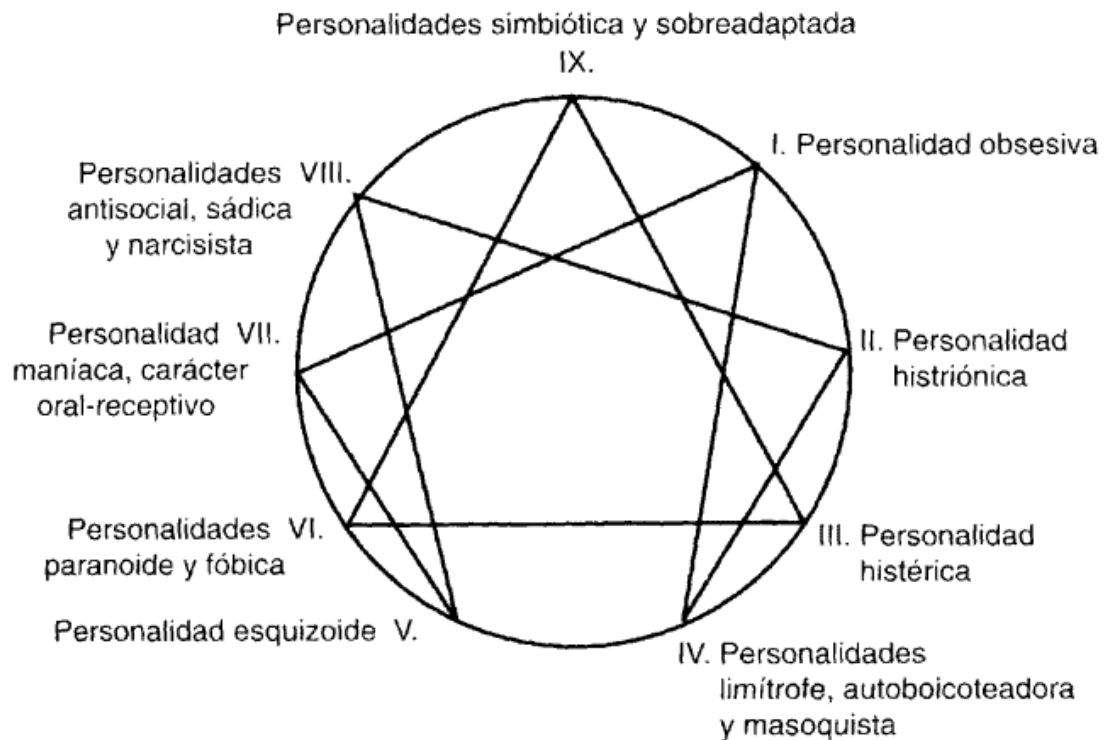 Personalidades simbiótica y sobreadaptada
IX.
I. Personalidad obsesiva
Personalidades VIII.
antisocial, sádica
y narcisista
Personalidad VII.
maníaca, carácter
oral-receptivo
II. Personalidad
histriónica
Personalidades VI.
paranoide y fóbica
III. Personalidad
histérica
Personalidad esquizoide V.
IV. Personalidades
limítrofe, autoboicoteadora
y masoquista